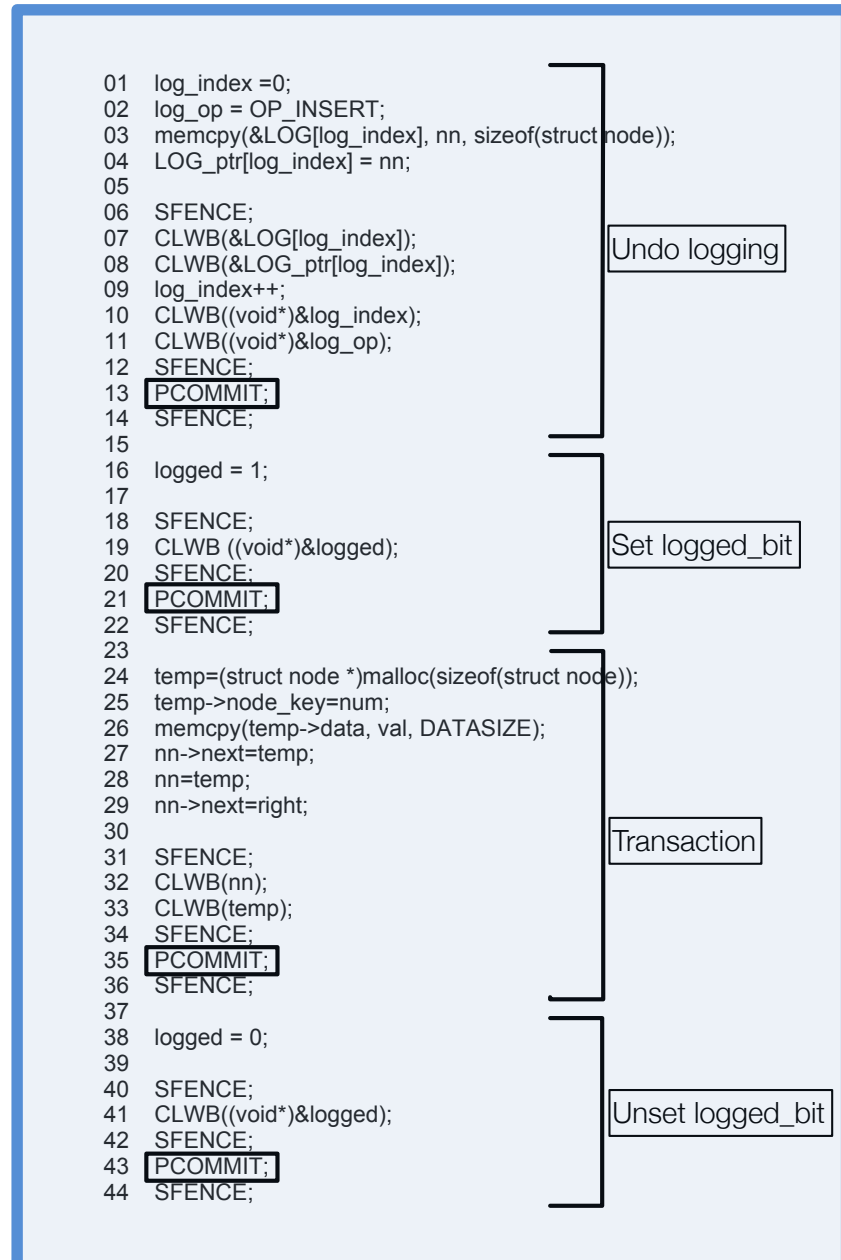 01 log_index =0;
02 log_op = OP_INSERT;
03 memcpy(&LOG[log_index], nn, sizeof(struct node));
04 LOG_ptr[log_index] = nn;
05
06 SFENCE;
07 CLWB(&LOG[log_index]);
08 CLWB(&LOG_ptr[log_index]);
09 log_index++;
10 CLWB((void*)&log_index);
11 CLWB((void*)&log_op);
12 SFENCE;
13 PCOMMIT;
14 SFENCE;
Undo logging
15
16 logged = 1;
17
18 SFENCE;
19 CLWB ((void*)&logged);
20 SFENCE;
21 PCOMMIT;
22 SFENCE;
Set logged_bit
23
24 temp=(struct node *)malloc(sizeof(struct node));
25 temp->node_key=num;
26 memcpy(temp->data, val, DATASIZE);
27 nn->next=temp;
28 nn=temp;
29 nn->next=right;
30
31 SFENCE;
32 CLWB(nn);
33 CLWB(temp);
34 SFENCE;
35 PCOMMIT;
36 SFENCE;
Transaction
37
38 logged = 0;
39
40 SFENCE;
41 CLWB((void*)&logged);
42 SFENCE;
43 PCOMMIT;
44 SFENCE;
Unset logged_bit